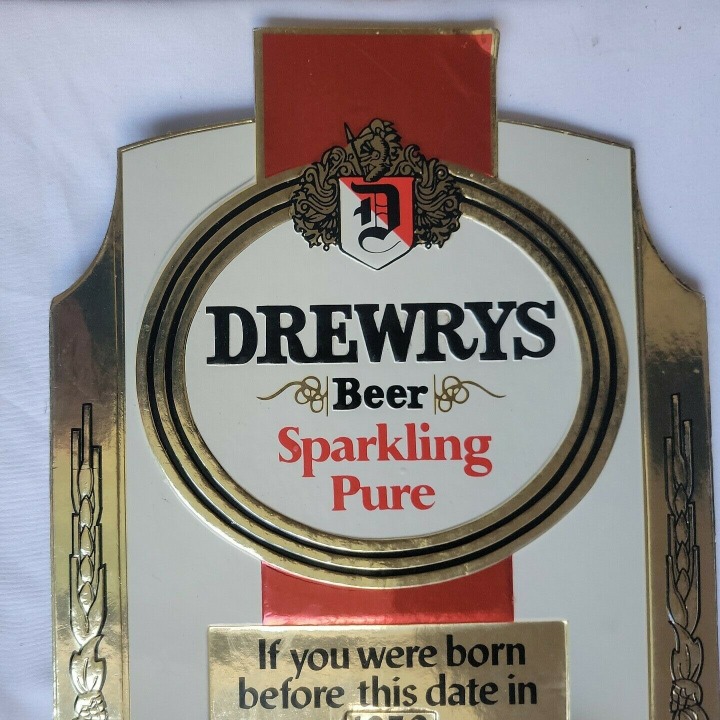 D
DREWRYS
Beer
Sparkling
Pure
If you were born
before this date in